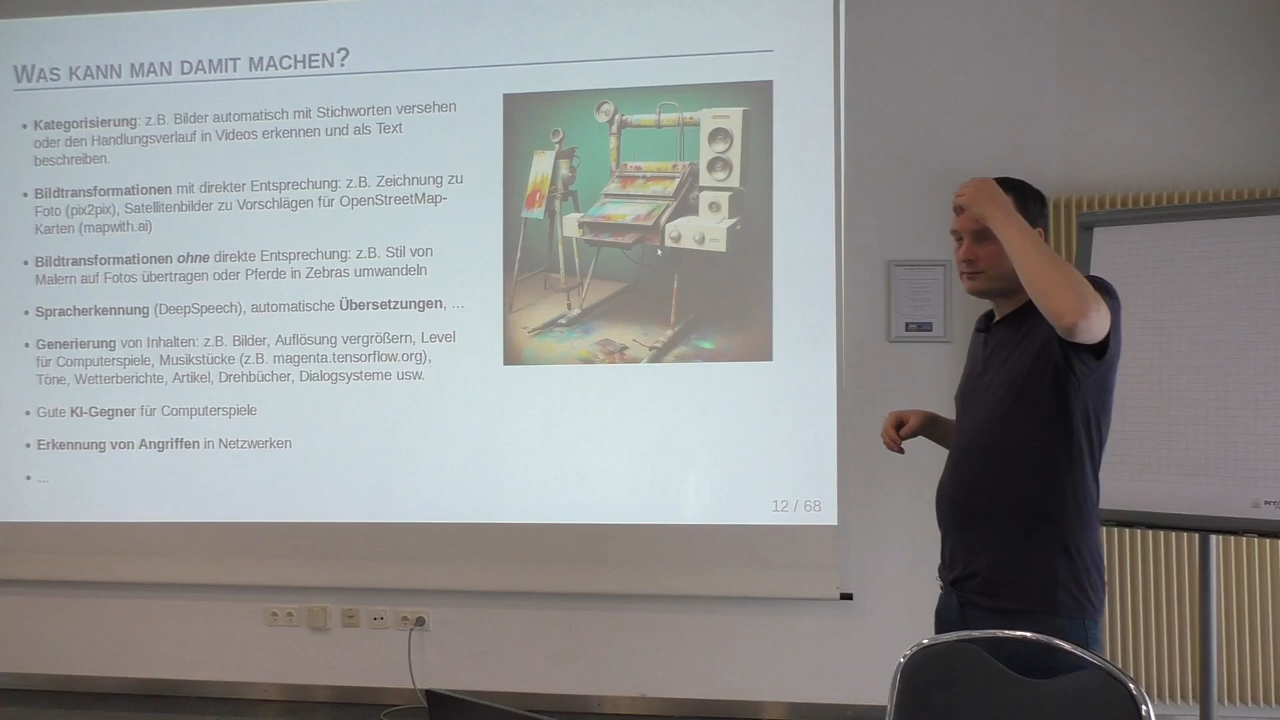 WAS KANN MAN DAMIT MACHEN?
• Kategorisierung: z.B. Bilder automatisch mit Stichworten versehen
oder den Handlungsverlauf in Videos erkennen und als Text
beschreiben.
• Bildtransformationen mit direkter Entsprechung: z.B. Zeichnung zu
Foto (pix2pix), Satellitenbilder zu Vorschlägen für OpenStreetMap-
Karten (mapwith.ai)
• Bildtransformationen ohne direkte Entsprechung: z.B. Stil von
Malern auf Fotos übertragen oder Pferde in Zebras umwandeln
• Spracherkennung (DeepSpeech), automatische Übersetzungen, …
• Generierung von Inhalten: z.B. Bilder, Auflösung vergrößern, Level
für Computerspiele, Musikstücke (z.B. magenta.tensorflow.org),
Töne, Wetterberichte, Artikel, Drehbücher, Dialogsysteme usw.
• Gute KI-Gegner für Computerspiele
• Erkennung von Angriffen in Netzwerken
• …
12 / 68